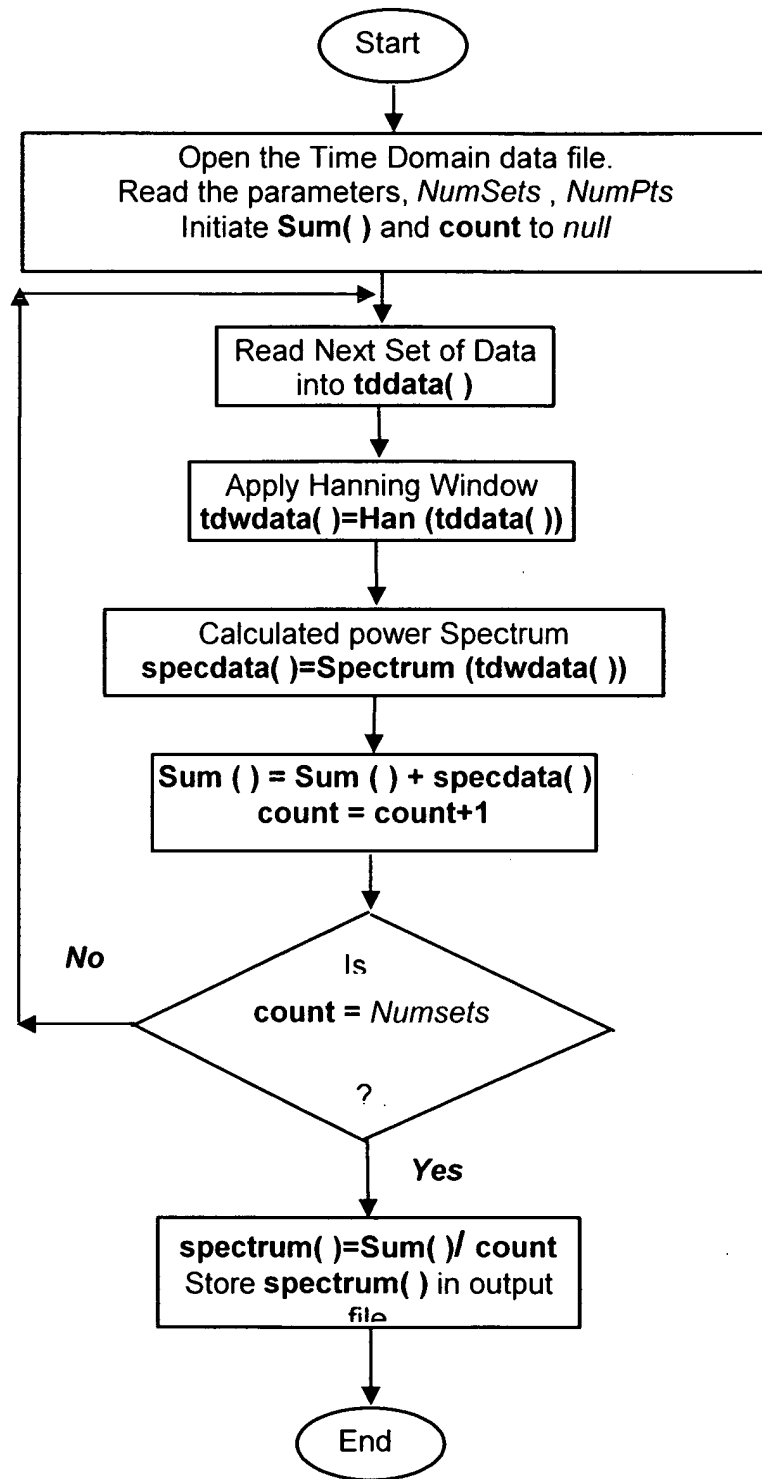 Start
Open the Time Domain data file.
Read the parameters, NumSets , NumPts
Initiate Sum( ) and count to null
Read Next Set of Data
into tddata( )
Apply Hanning Window
tdwdata( )=Han (tddata( ))
Calculated power Spectrum
specdata( )=Spectrum (tdwdata( ))
Sum ( ) = Sum ( ) + specdata( )
count = count+1
No
Is
count = Numsets
?
Yes
spectrum( )=Sum( )/ count
Store spectrum( ) in output
file
End